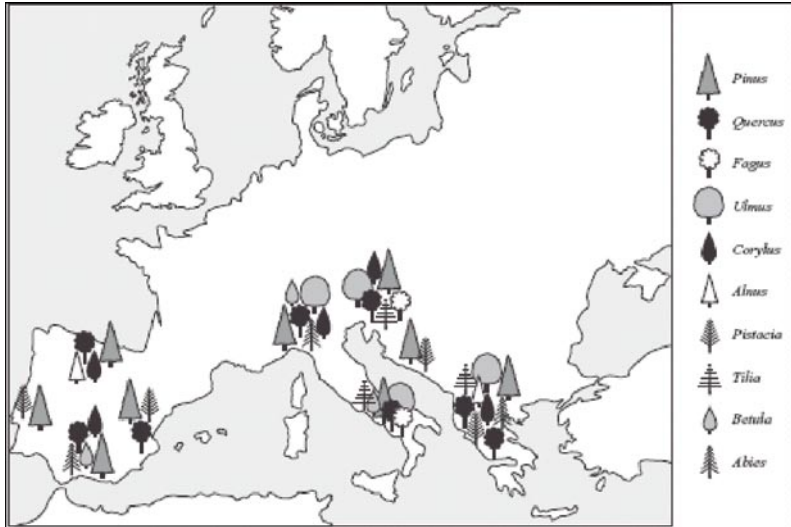 Pinus
Quercus
Fagus
Ulmus
Corylus
Alnus
Pistacia
Tilia
Betula
Abies